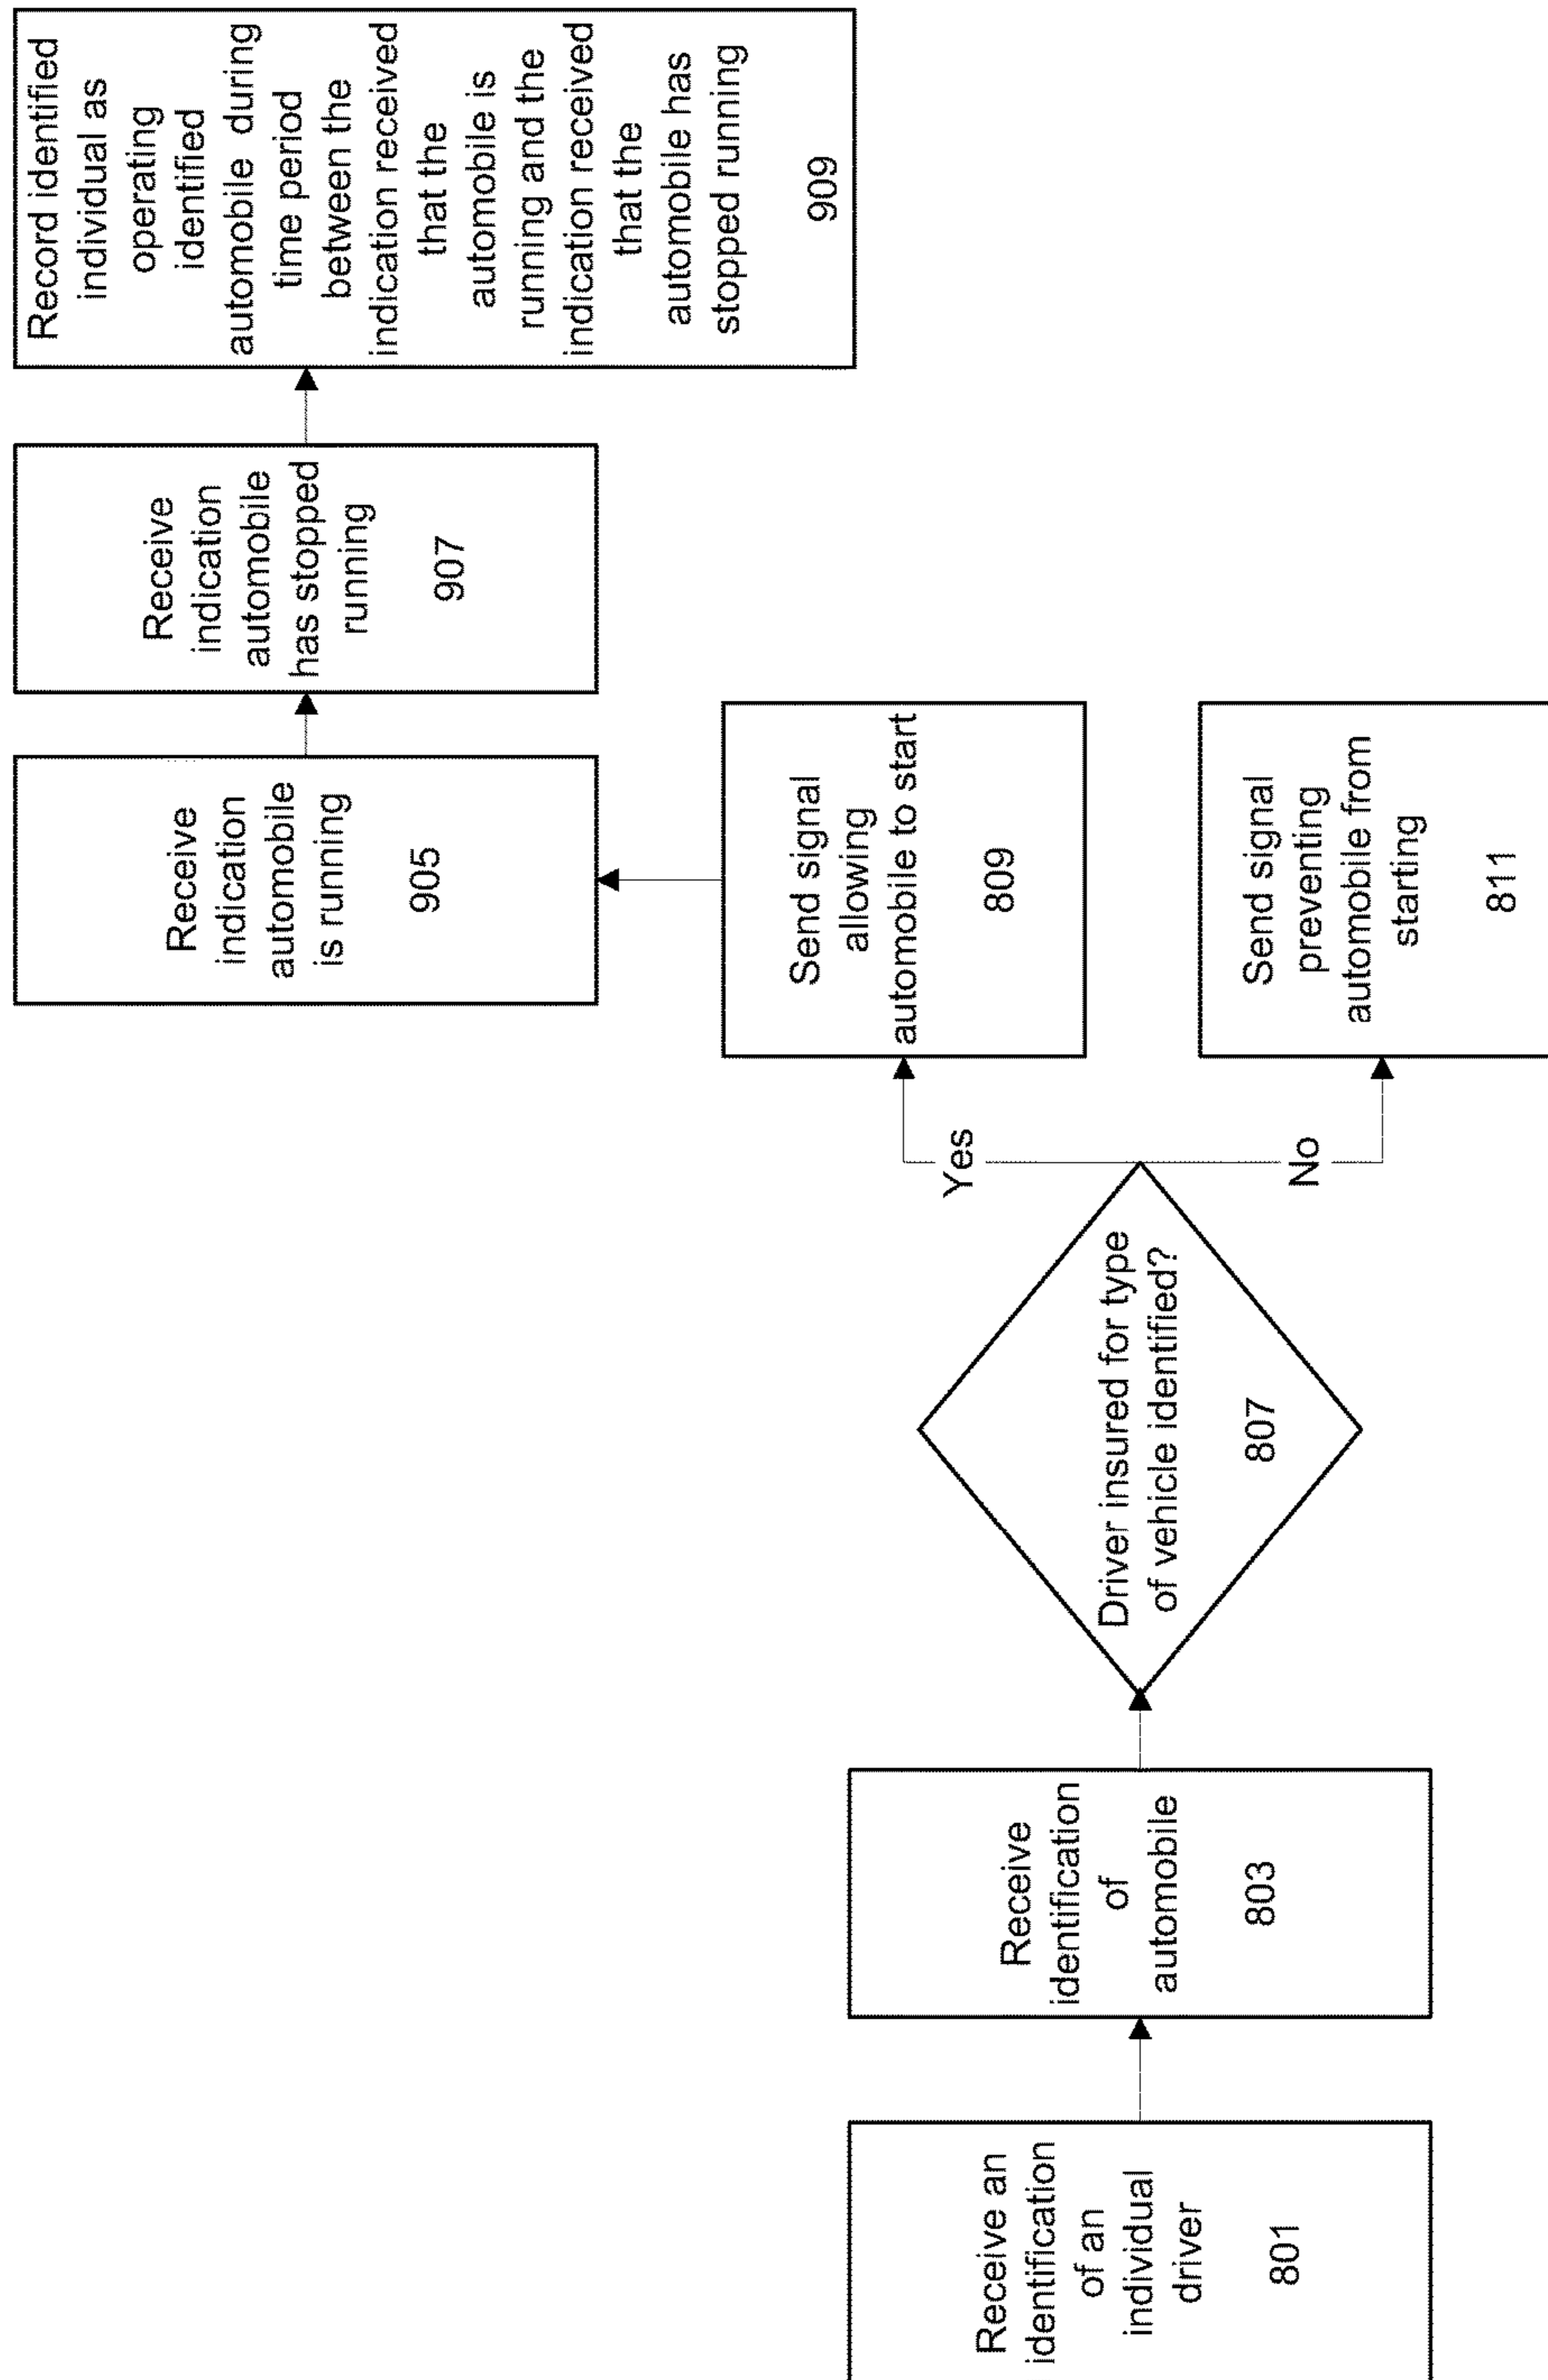 Receive an
identification
of an
individual
driver
801
Receive
identification
of
automobile
803
Driver insured for type
of vehicle identified?
807
Yes
No
Send signal
allowing
automobile to start
809
Send signal
preventing
automobile from
starting
811
Receive
indication
automobile
is running
905
Receive
indication
automobile
has stopped
running
907
Record identified
individual as
operating
identified
automobile during
time period
between the
indication received
that the
automobile is
running and the
indication received
that the
automobile has
stopped running
909